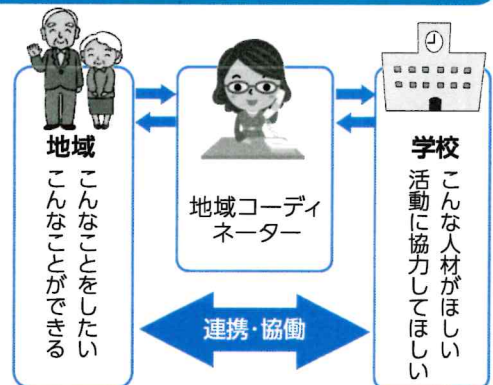 地域
こんなことをしたい
こんなことができる
地域コーディ
ネーター
学校
こんな人材がほしい
活動に協力してほしい
連携・協働